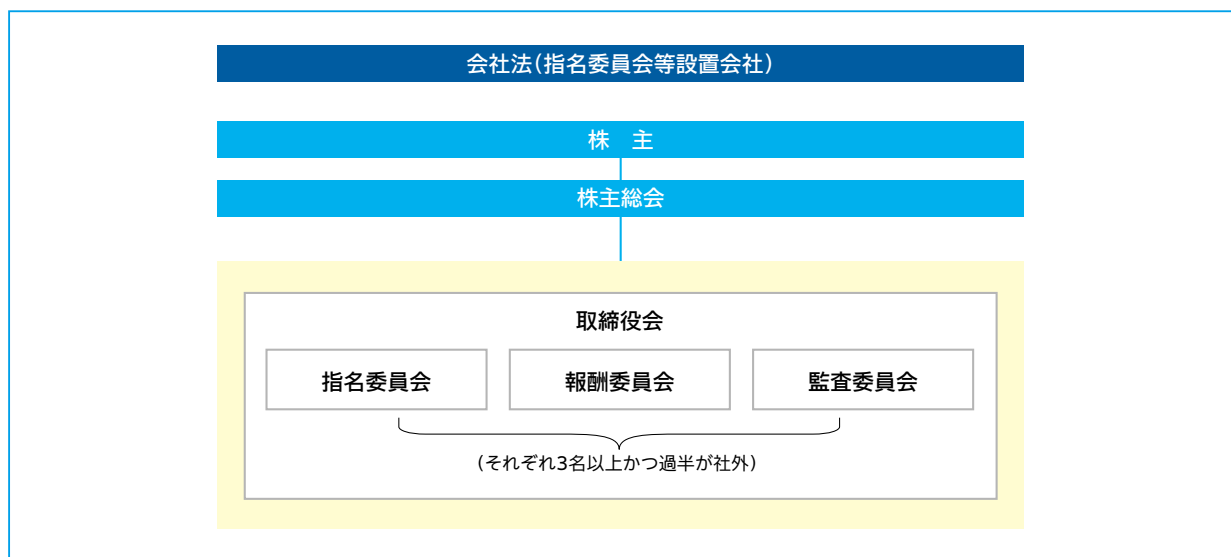 会社法(指名委員会等設置会社)
株　主
株主総会
取締役会
指名委員会
報酬委員会
監査委員会
(それぞれ3名以上かつ過半が社外)